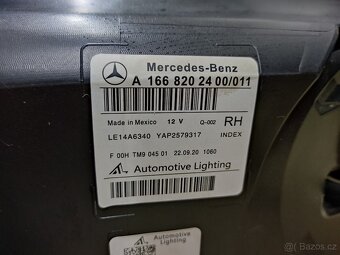 Mercedes-Benz
A 166 820 24 00/011
Made in Mexico 12 V Q-002 RH
LE14A6340 YAP2579317 INDEX
F 00H TM9 045 01 22.09.20 1060
Automotive Lighting
Automotive
Lighting
bazos.cz